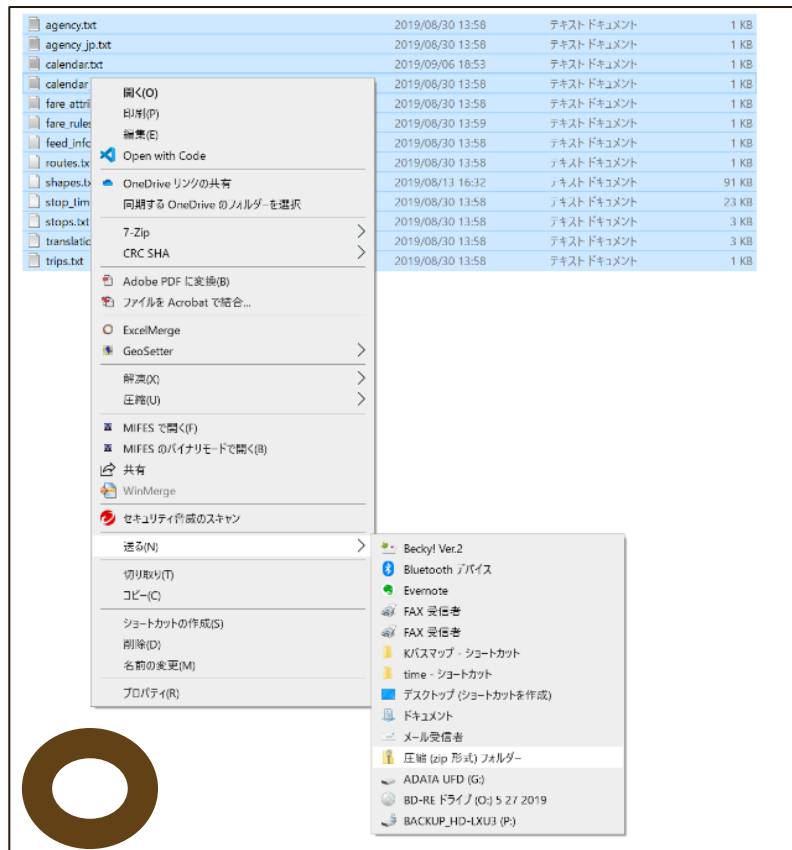 agency.txt 2019/08/30 13:58 テキスト ドキュメント 1 KB
agency_jp.txt 2019/08/30 13:58 テキスト ドキュメント 1 KB
calendar.txt 2019/09/06 18:53 テキスト ドキュメント 1 KB
calendar 2019/08/30 13:58 テキスト ドキュメント 1 KB
fare_attri 2019/08/30 13:58 テキスト ドキュメント 1 KB
fare_rules 2019/08/30 13:59 テキスト ドキュメント 1 KB
feed_info 2019/08/30 13:58 テキスト ドキュメント 1 KB
routes.tx 2019/08/30 13:58 テキスト ドキュメント 1 KB
shapes.tx 2019/08/13 16:32 テキスト ドキュメント 91 KB
stop_tim 2019/08/30 13:58 テキスト ドキュメント 23 KB
stops.txt 2019/08/30 13:58 テキスト ドキュメント 3 KB
translatic 2019/08/30 13:58 テキスト ドキュメント 3 KB
trips.txt 2019/08/30 13:58 テキスト ドキュメント 1 KB
開く(O)
印刷(P)
編集(E)
Open with Code
OneDrive リンクの共有
同期する OneDrive のフォルダーを選択
7-Zip
CRC SHA
Adobe PDF に変換(B)
ファイルを Acrobat で結合...
ExcelMerge
GeoSetter
解凍(X)
圧縮(U)
MIFES で開く(F)
MIFES のバイナリモードで開く(B)
共有
WinMerge
セキュリティ脅威のスキャン
送る(N)
切り取り(T)
コピー(C)
ショートカットの作成(S)
削除(D)
名前の変更(M)
プロパティ(R)
Becky! Ver.2
Bluetooth デバイス
Evernote
FAX 受信者
FAX 受信者
Kバスマップ - ショートカット
time - ショートカット
デスクトップ (ショートカットを作成)
ドキュメント
メール受信者
圧縮 (zip 形式) フォルダー
ADATA UFD (G:)
BD-RE ドライブ (O:) 5 27 2019
BACKUP_HD-LXU3 (P:)